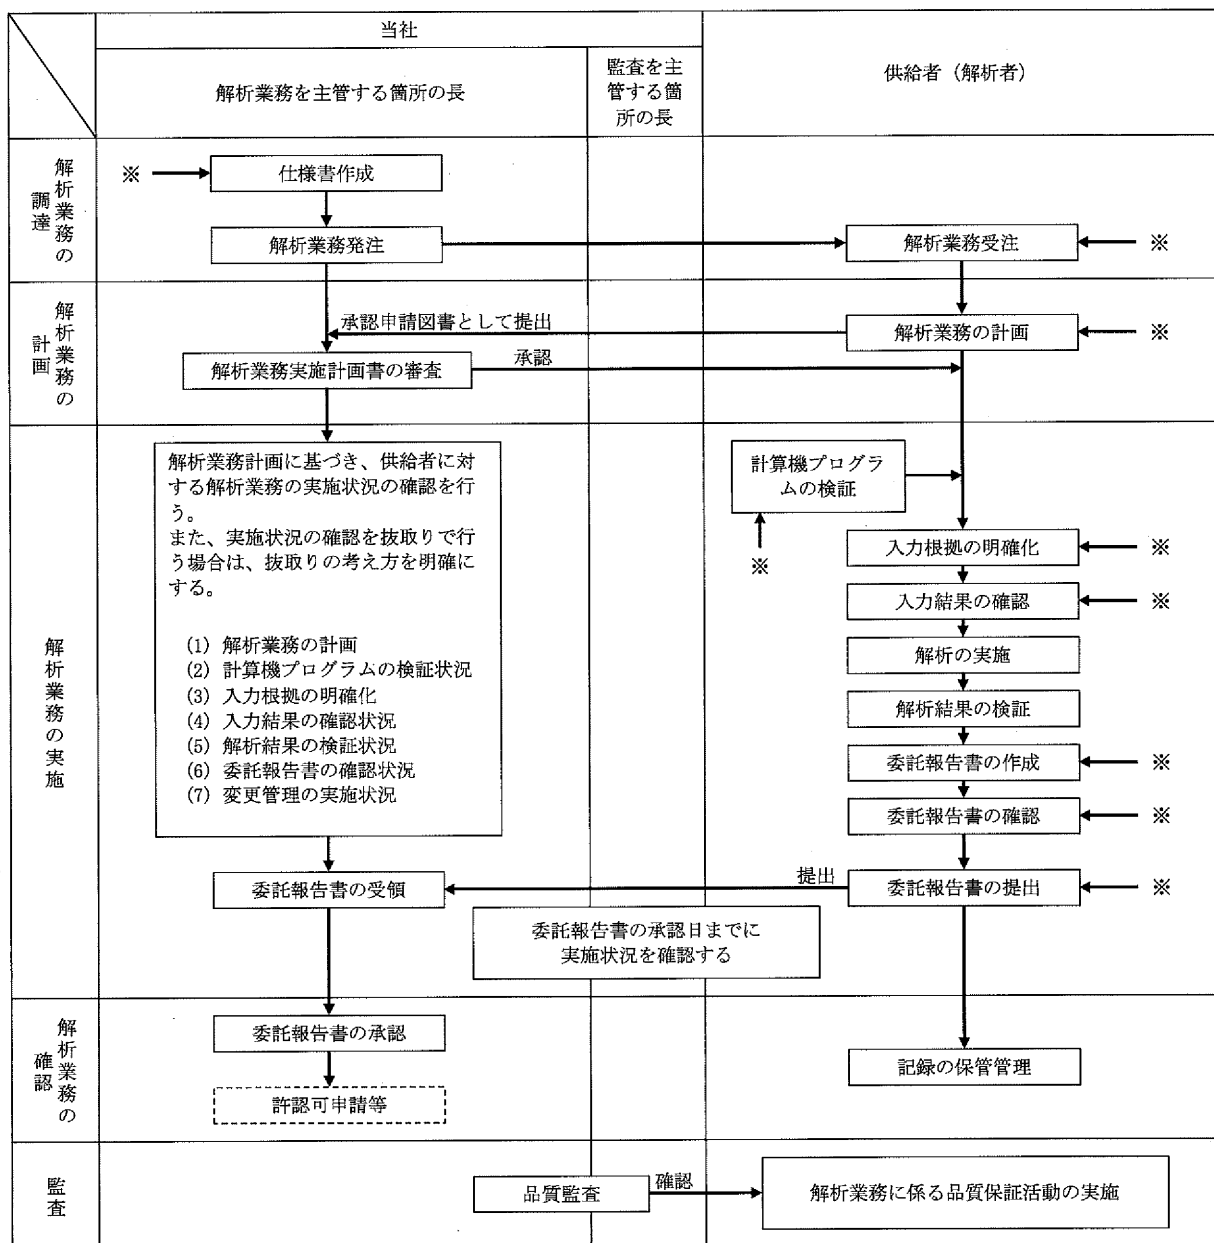 当社
解析業務を主管する箇所の長
監査を主
管する箇
所の長
供給者（解析者）
解析業務の
調達
※
仕様書作成
解析業務発注
解析業務受注
※
解析業務の
計画
承認申請図書として提出
解析業務の計画
※
解析業務実施計画書の審査
承認
解析業務の実施
解析業務計画に基づき、供給者に対
する解析業務の実施状況の確認を行
う。
また、実施状況の確認を抜取りで行
う場合は、抜取りの考え方を明確に
する。
(1) 解析業務の計画
(2) 計算機プログラムの検証状況
(3) 入力根拠の明確化
(4) 入力結果の確認状況
(5) 解析結果の検証状況
(6) 委託報告書の確認状況
(7) 変更管理の実施状況
計算機プログラ
ムの検証
※
入力根拠の明確化
※
入力結果の確認
※
解析の実施
解析結果の検証
委託報告書の作成
※
委託報告書の確認
※
委託報告書の受領
提出
委託報告書の提出
※
委託報告書の承認日までに
実施状況を確認する
解析業務の
確認
委託報告書の承認
記録の保管管理
許認可申請等
監査
品質監査
確認
解析業務に係る品質保証活動の実施